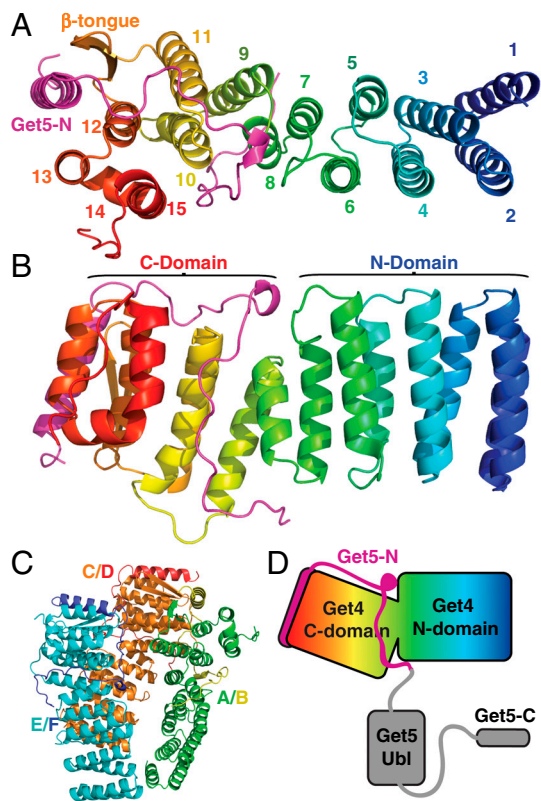 A
β-tongue
11
9
7
5
3
1
Get5-N
12
13
10
8
6
4
2
14
15
B
C-Domain
N-Domain
C
C/D
E/F
A/B
D
Get5-N
Get4
C-domain
Get4
N-domain
Get5
Ubl
Get5-C